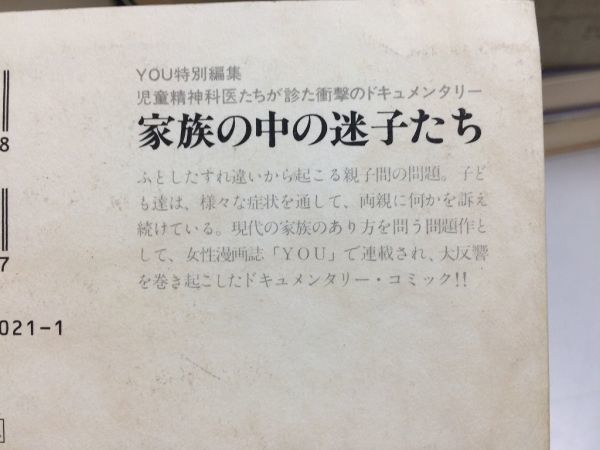 YOU特別編集
児童精神科医たちが診た衝撃のドキュメンタリー
家族の中の迷子たち
ふとしたすれ違いから起こる親子間の問題。子ど
も達は、様々な症状を通して、両親に何かを訴え
続けている。現代の家族のあり方を問う問題作と
して、女性漫画誌「YOU」で連載され、大反響
を巻き起こしたドキュメンタリー・コミック!!
8
7
021-1